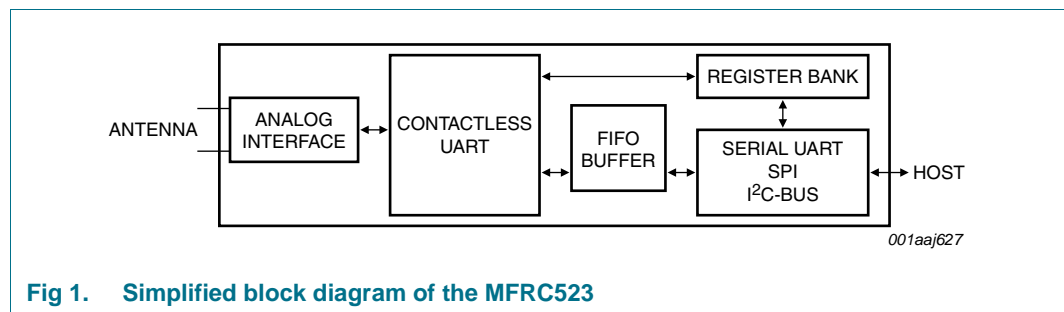 ANTENNA
ANALOG
INTERFACE
CONTACTLESS
UART
FIFO
BUFFER
REGISTER BANK
SERIAL UART
SPI
I²C-BUS
HOST
001aaj627
Fig 1. Simplified block diagram of the MFRC523